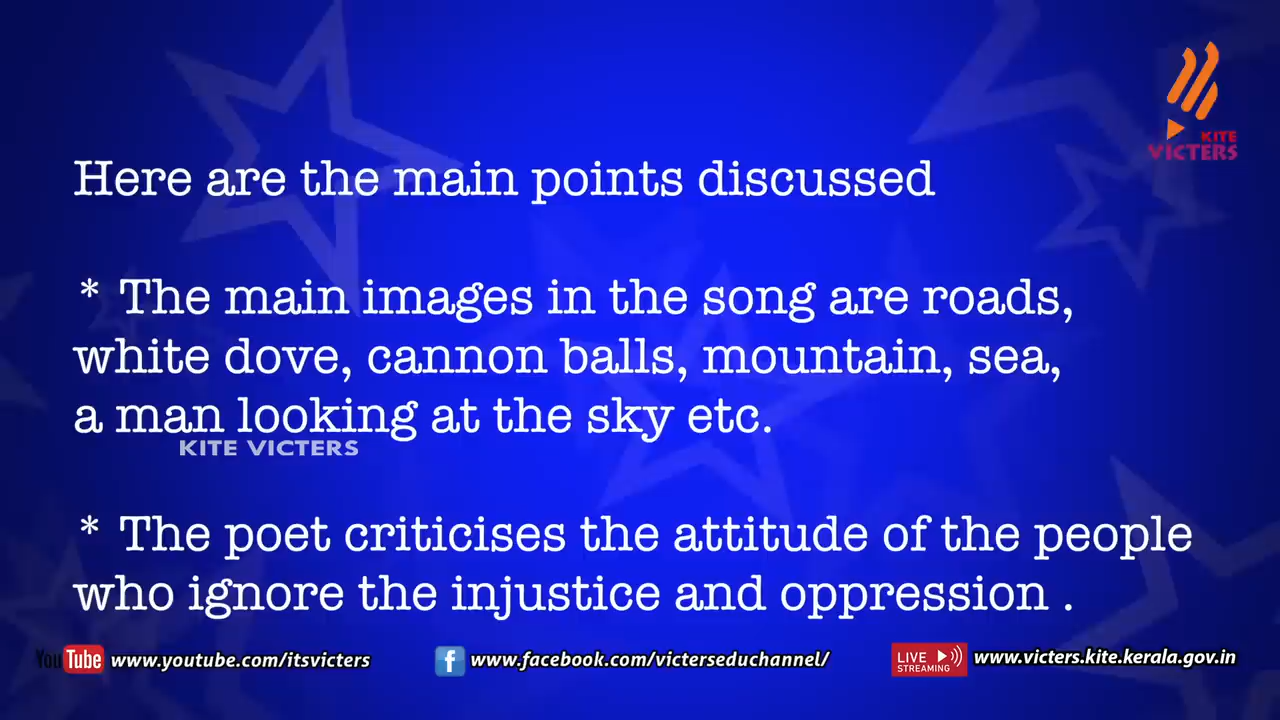 KITE
VICTERS
Here are the main points discussed
* The main images in the song are roads,
white dove, cannon balls, mountain, sea,
a man looking at the sky etc.
KITE VICTERS
* The poet criticises the attitude of the people
who ignore the injustice and oppression .
YouTube www.youtube.com/itsvicters
f www.facebook.com/victerseduchannel/
LIVE
STREAMING
www.victers.kite.kerala.gov.in